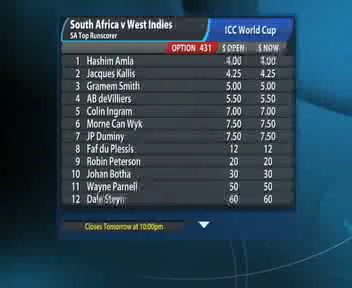 South Africa v West Indies
ICC World Cup
SA Top Runscorer
OPTION 431 $ OPEN $ NOW
1 Hashim Amla 4.00 4.00
2 Jacques Kallis 4.25 4.25
3 Gramem Smith 5.00 5.00
4 AB deVilliers 5.50 5.50
5 Colin Ingram 7.00 7.00
6 Morne Can Wyk 7.50 7.50
7 JP Duminy 7.50 7.50
8 Faf du Plessis 12 12
9 Robin Peterson 20 20
10 Johan Botha 30 30
11 Wayne Parnell 50 50
12 Dale Steyn 60 60
Closes Tomorrow at 10:00pm